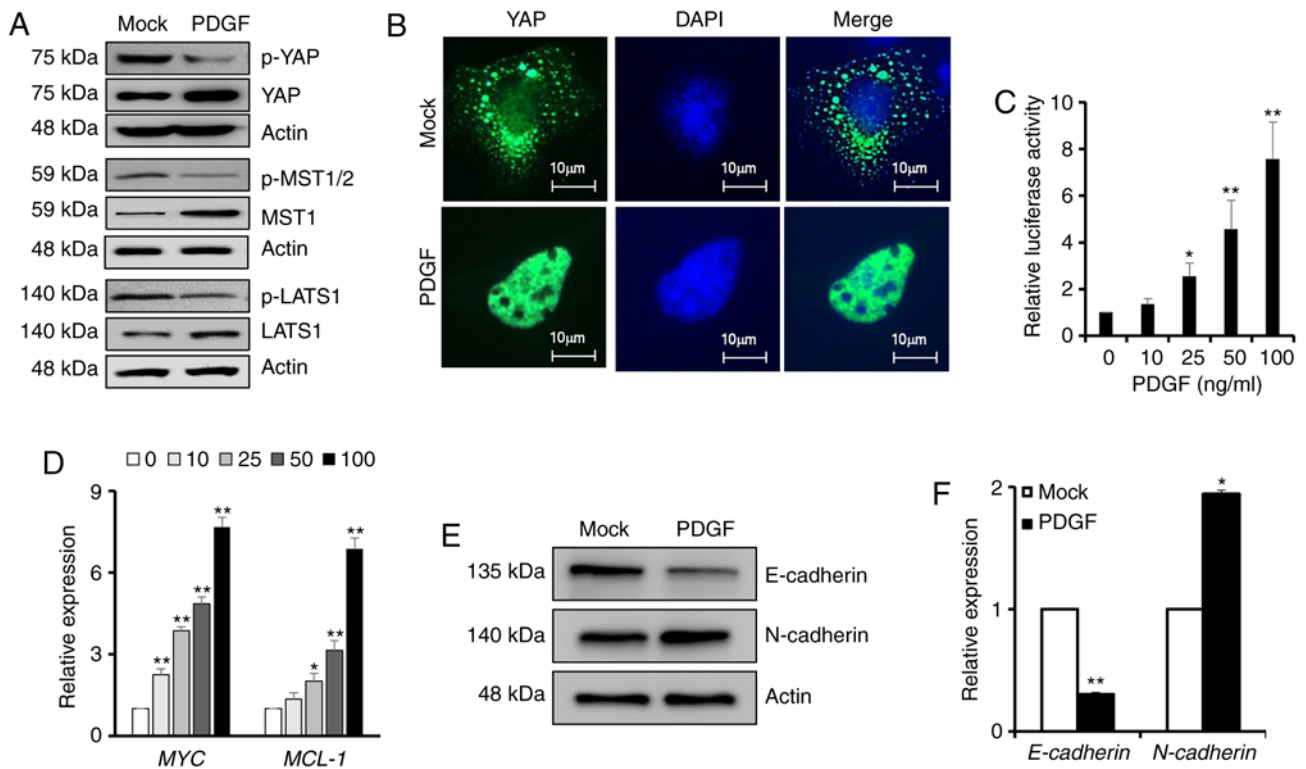 A
Mock PDGF
75 kDa p-YAP
75 kDa YAP
48 kDa Actin
59 kDa p-MST1/2
59 kDa MST1
48 kDa Actin
140 kDa p-LATS1
140 kDa LATS1
48 kDa Actin
B
YAP DAPI Merge
Mock
10µm 10µm 10µm
PDGF
10µm 10µm 10µm
C
Relative luciferase activity
10
8
6
4
2
0
* ** **
0 10 25 50 100
PDGF (ng/ml)
D
0 10 25 50 100
Relative expression
9
6
3
0
** ** ** ** * ** **
MYC MCL-1
E
Mock PDGF
135 kDa E-cadherin
140 kDa N-cadherin
48 kDa Actin
F
Mock
PDGF
Relative expression
2
1
0
** *
E-cadherin N-cadherin